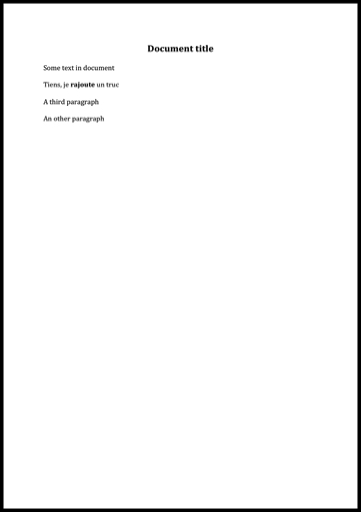 Document title
Some text in document
Tiens, je rajoute un truc
A third paragraph
An other paragraph